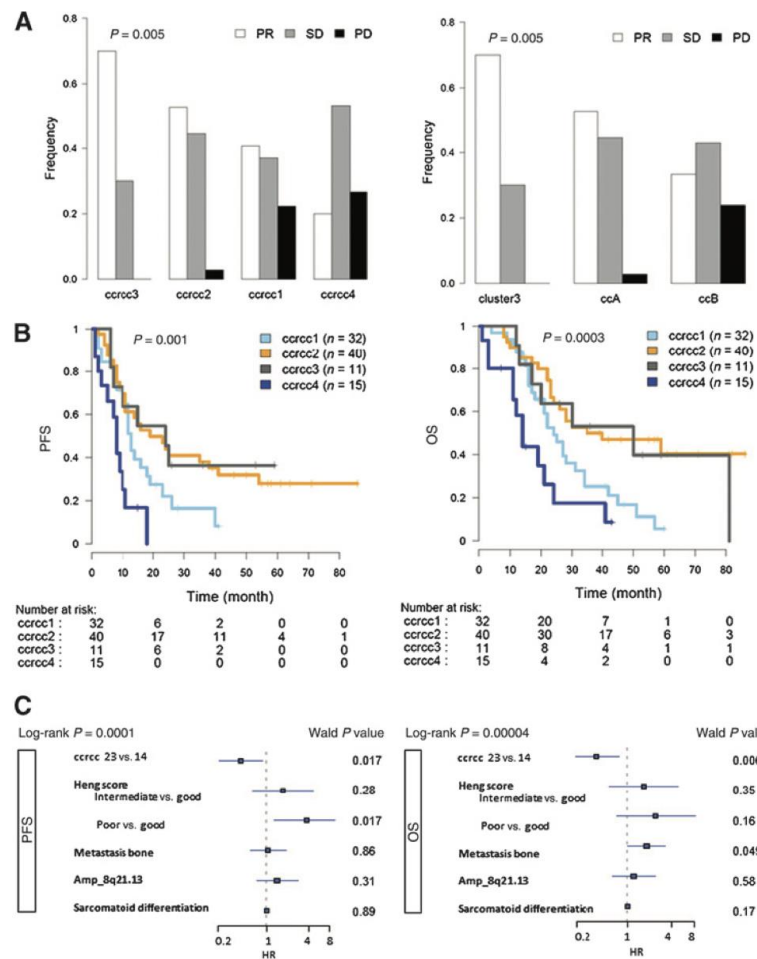 A
P = 0.005
PR SD PD
Frequency
0.8
0.6
0.4
0.2
0.0
ccrcc3 ccrcc2 ccrcc1 ccrcc4
P = 0.005
PR SD PD
Frequency
0.8
0.6
0.4
0.2
0.0
cluster3 ccA ccB
B
P = 0.001
ccrcc1 (n = 32)
ccrcc2 (n = 40)
ccrcc3 (n = 11)
ccrcc4 (n = 15)
PFS
1
0.8
0.6
0.4
0.2
0
0 10 20 30 40 50 60 70 80
Time (month)
Number at risk:
ccrcc1 : 32 6 2 0 0
ccrcc2 : 40 17 11 4 1
ccrcc3 : 11 6 2 0 0
ccrcc4 : 15 0 0 0 0
P = 0.0003
ccrcc1 (n = 32)
ccrcc2 (n = 40)
ccrcc3 (n = 11)
ccrcc4 (n = 15)
OS
1
0.8
0.6
0.4
0.2
0
0 10 20 30 40 50 60 70 80
Time (month)
Number at risk:
ccrcc1 : 32 20 7 1 0
ccrcc2 : 40 30 17 6 3
ccrcc3 : 11 8 4 1 1
ccrcc4 : 15 4 2 0 0
C
Log-rank P = 0.0001 Wald P value
PFS
ccrcc 23 vs. 14 0.017
Heng score
Intermediate vs. good 0.28
Poor vs. good 0.017
Metastasis bone 0.86
Amp_8q21.13 0.31
Sarcomatoid differentiation 0.89
0.2 1 4 8
HR
Log-rank P = 0.00004 Wald P val
OS
ccrcc 23 vs. 14 0.00
Heng score
Intermediate vs. good 0.35
Poor vs. good 0.16
Metastasis bone 0.04
Amp_8q21.13 0.58
Sarcomatoid differentiation 0.17
0.2 1 4 8
HR